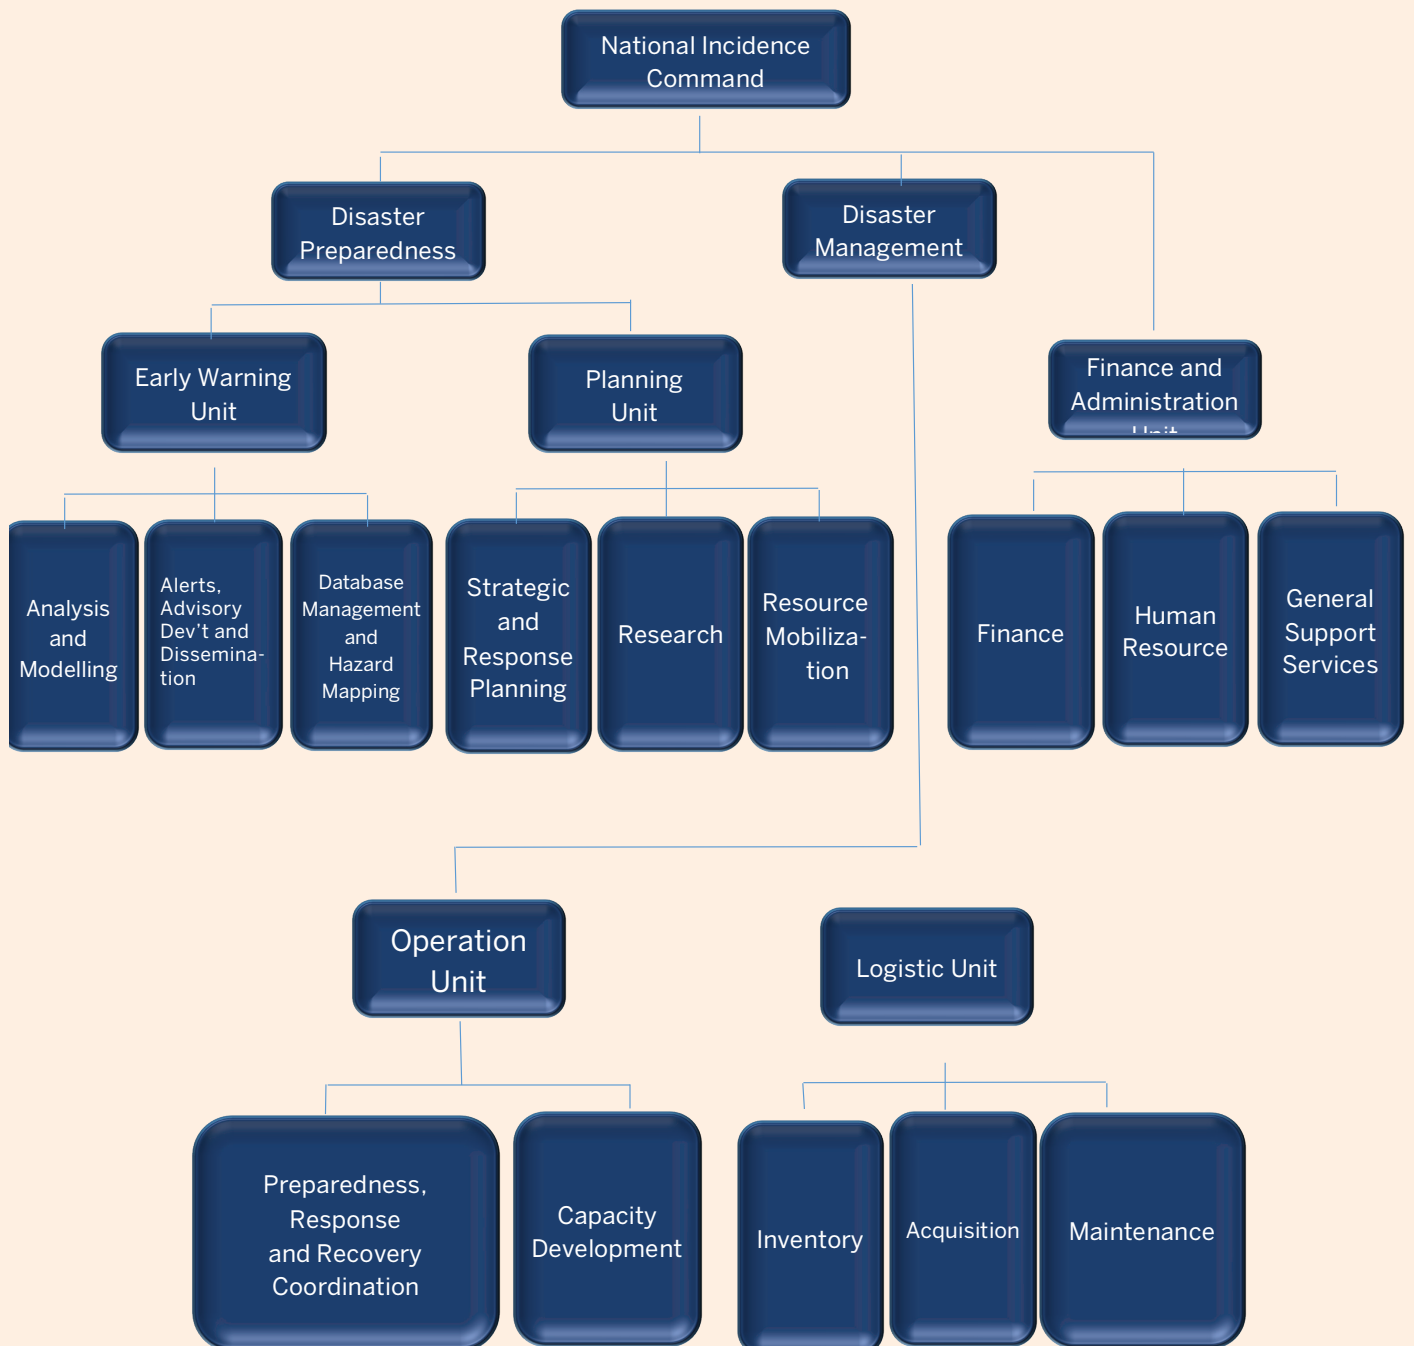 National Incidence
Command
Disaster
Preparedness
Disaster
Management
Early Warning
Unit
Planning
Unit
Finance and
Administration
Unit
Analysis
and
Modelling
Alerts,
Advisory
Dev’t and
Dissemina-
tion
Database
Management
and
Hazard
Mapping
Strategic
and
Response
Planning
Research
Resource
Mobiliza-
tion
Finance
Human
Resource
General
Support
Services
Operation
Unit
Logistic Unit
Preparedness,
Response
and Recovery
Coordination
Capacity
Development
Inventory
Acquisition
Maintenance